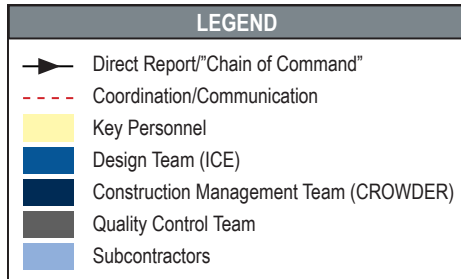 LEGEND
Direct Report/"Chain of Command"
Coordination/Communication
Key Personnel
Design Team (ICE)
Construction Management Team (CROWDER)
Quality Control Team
Subcontractors